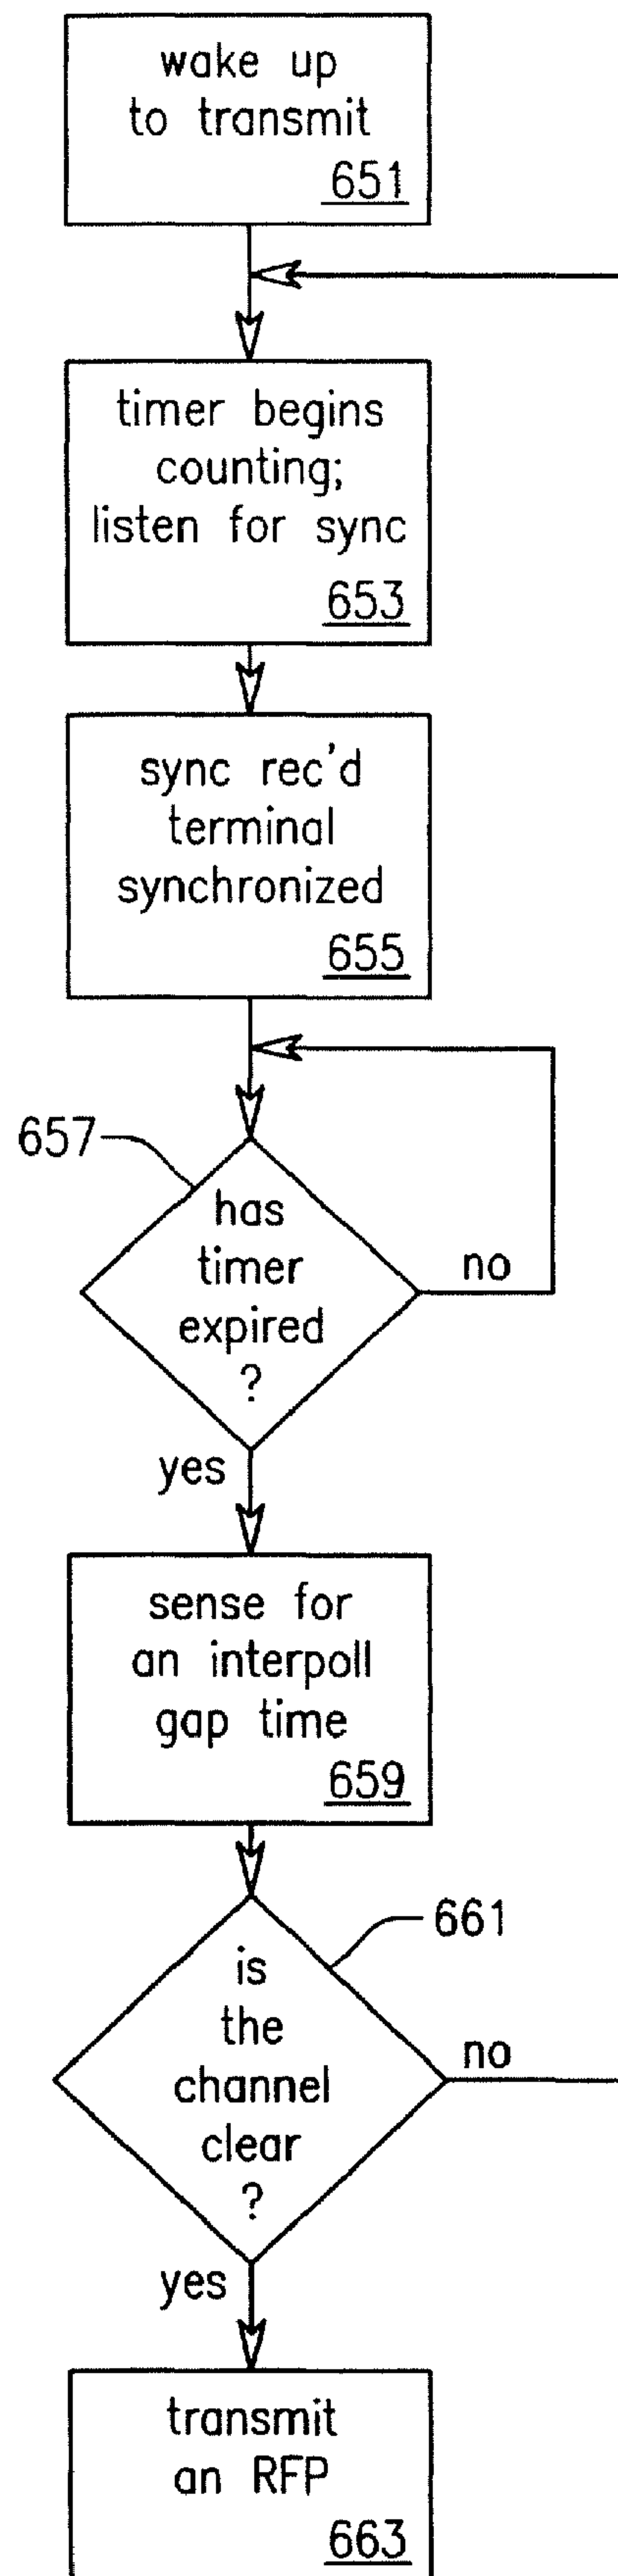 wake up
to transmit
651
timer begins
counting;
listen for sync
653
sync rec'd
terminal
synchronized
655
657
has
timer
expired
?
no
yes
sense for
an interpoll
gap time
659
661
is
the
channel
clear
?
no
yes
transmit
an RFP
663